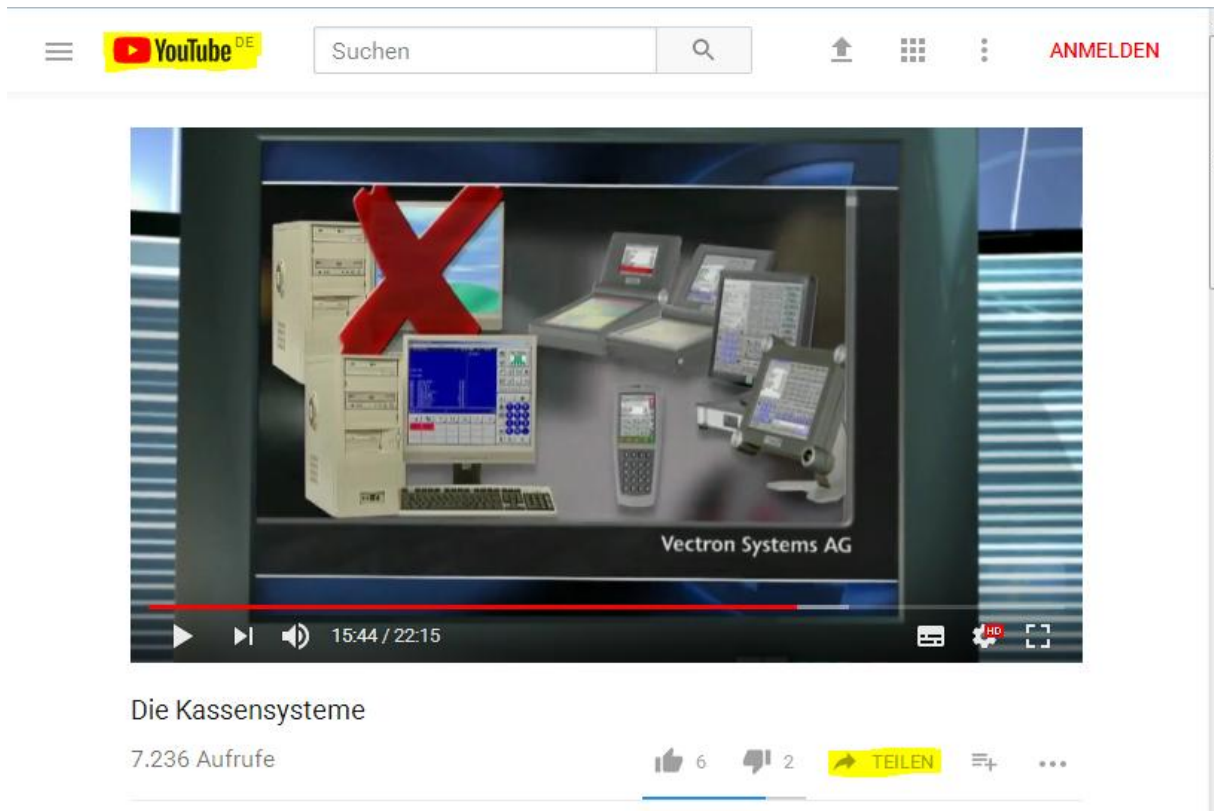 YouTube DE
Suchen
ANMELDEN
Vectron Systems AG
15:44 / 22:15
HD
Die Kassensysteme
7.236 Aufrufe
6 2 TEILEN